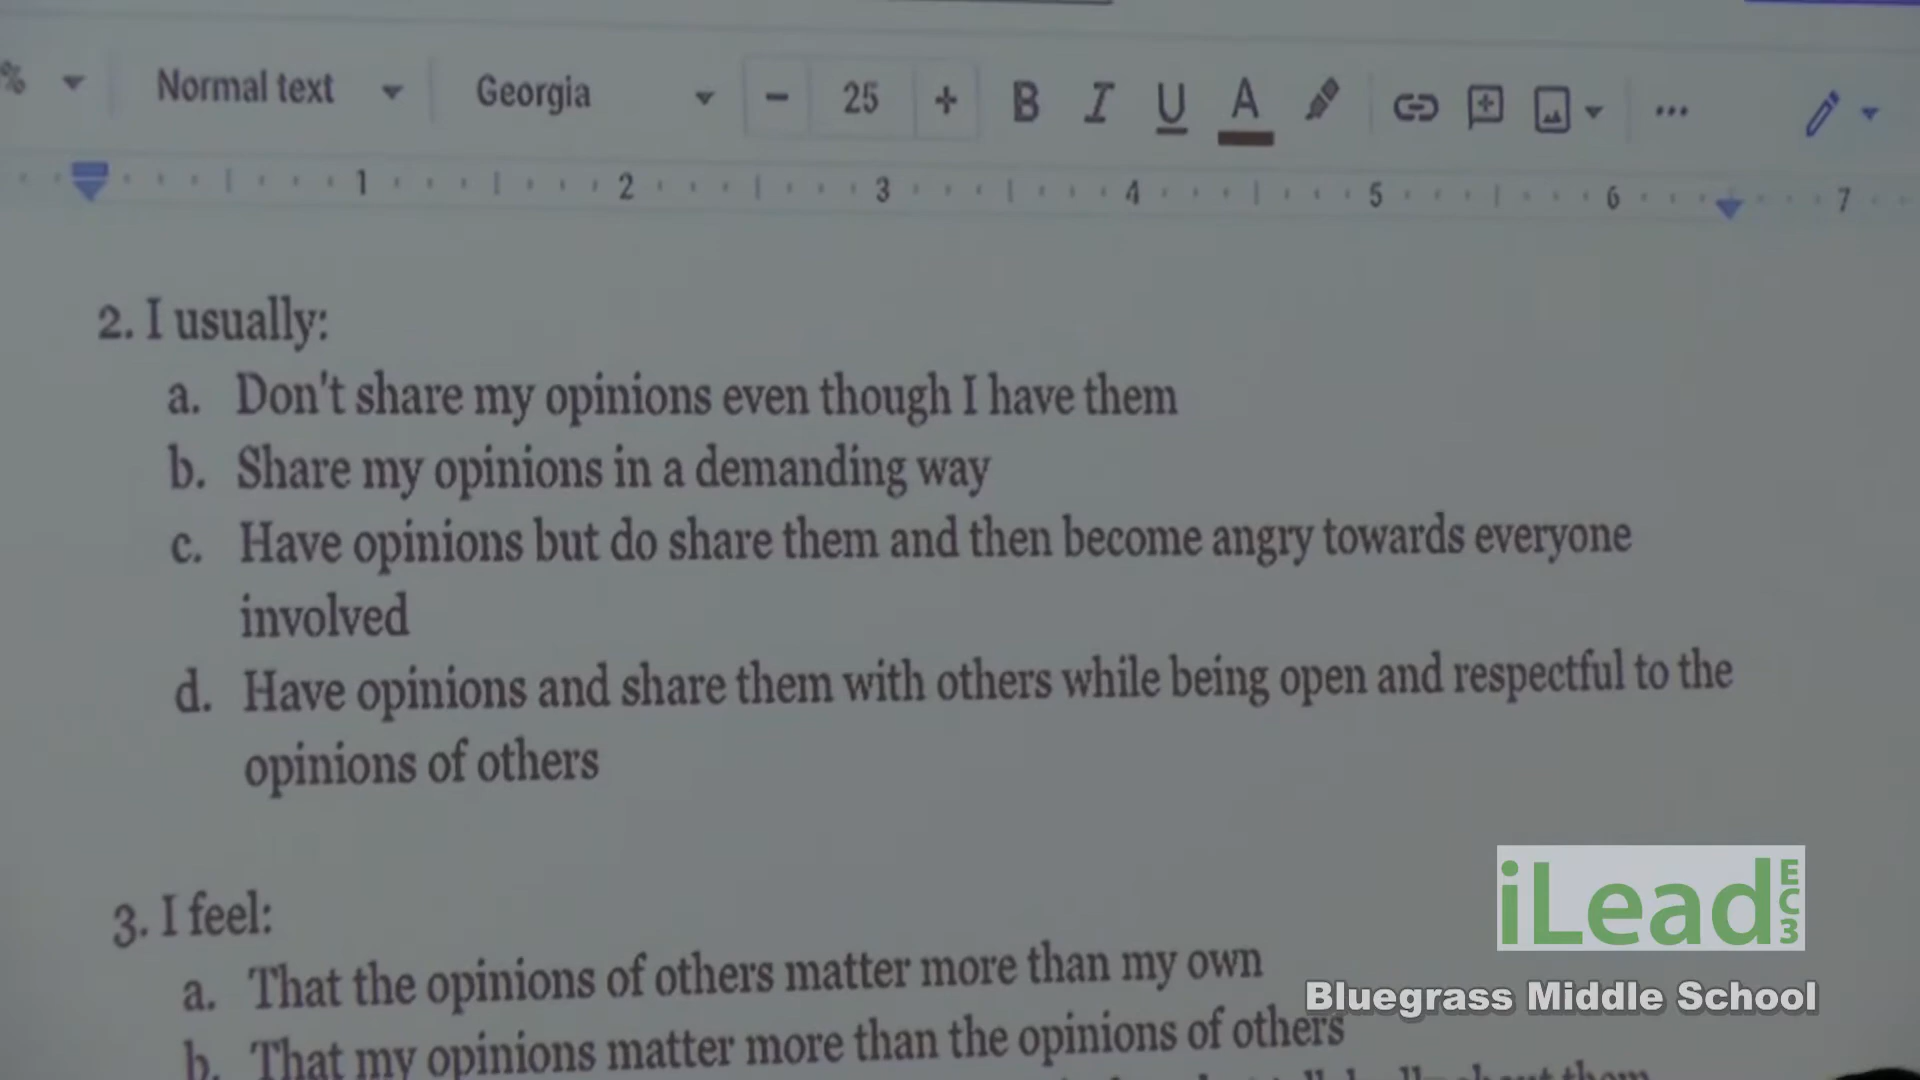 % Normal text Georgia - 25 + B I U A ...
1 2 3 4 5 6 7
2. I usually:
a. Don't share my opinions even though I have them
b. Share my opinions in a demanding way
c. Have opinions but do share them and then become angry towards everyone
involved
d. Have opinions and share them with others while being open and respectful to the
opinions of others
3. I feel:
a. That the opinions of others matter more than my own
b. That my opinions matter more than the opinions of others
about them
iLead EC3
Bluegrass Middle School